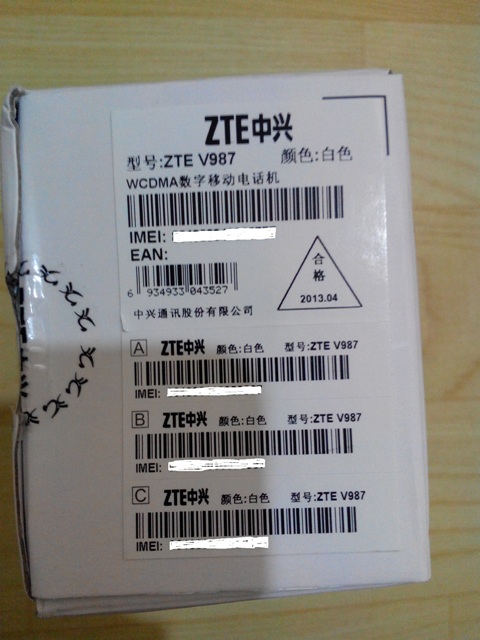 ZTE中兴
型号:ZTE V987 颜色:白色
WCDMA数字移动电话机
IMEI:
EAN:
6 934933 043527
合格
2013.04
中兴通讯股份有限公司
A ZTE中兴 颜色:白色 型号:ZTE V987
IMEI:
B ZTE中兴 颜色:白色 型号:ZTE V987
IMEI:
C ZTE中兴 颜色:白色 型号:ZTE V987
IMEI: